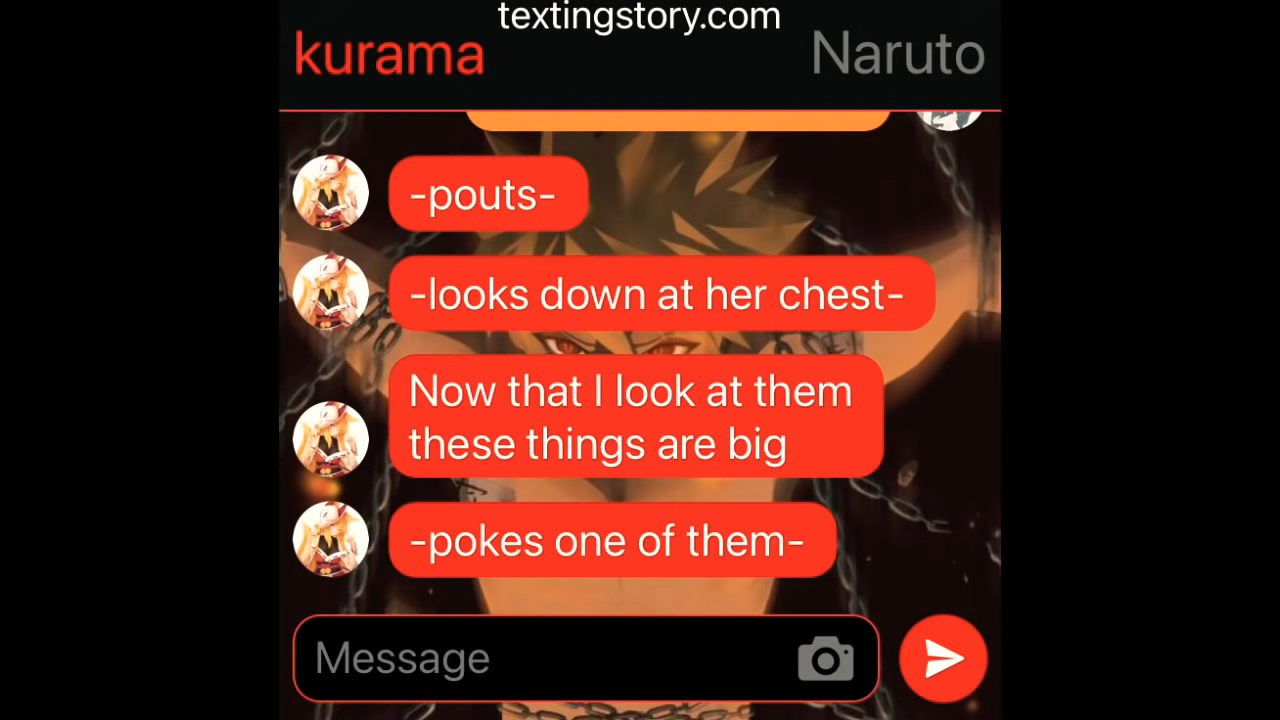 textingstory.com
kurama
Naruto
-pouts-
-looks down at her chest-
Now that I look at them
these things are big
-pokes one of them-
Message